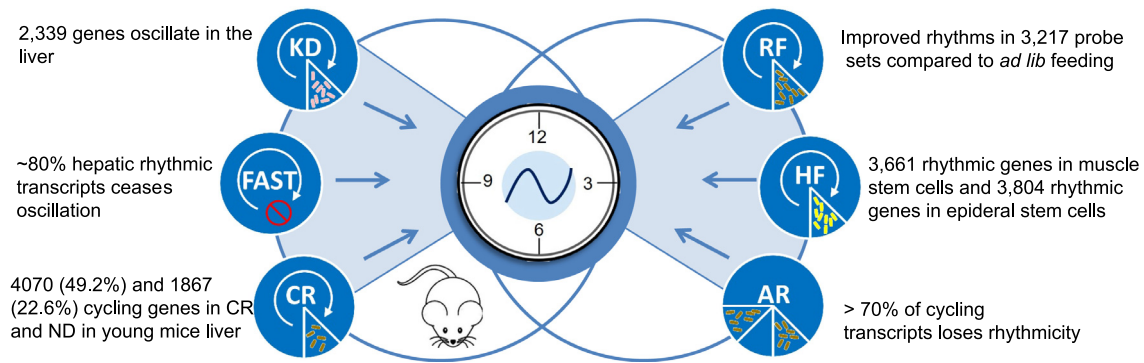 2,339 genes oscillate in the
liver
KD
~80% hepatic rhythmic
transcripts ceases
oscillation
FAST
4070 (49.2%) and 1867
(22.6%) cycling genes in CR
and ND in young mice liver
CR
12
9
3
6
RF
Improved rhythms in 3,217 probe
sets compared to ad lib feeding
HF
3,661 rhythmic genes in muscle
stem cells and 3,804 rhythmic
genes in epideral stem cells
AR
> 70% of cycling
transcripts loses rhythmicity